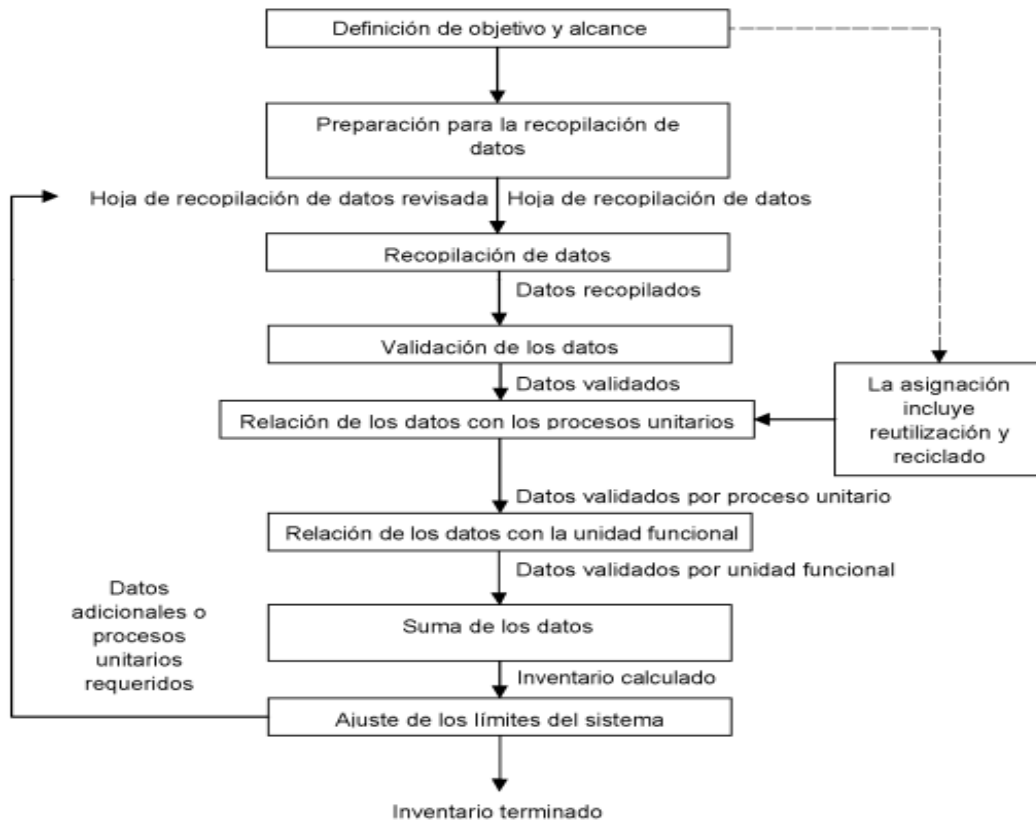 Definición de objetivo y alcance
Preparación para la recopilación de
datos
Hoja de recopilación de datos revisada
Hoja de recopilación de datos
Recopilación de datos
Datos recopilados
Validación de los datos
Datos validados
Relación de los datos con los procesos unitarios
La asignación
incluye
reutilización y
reciclado
Datos validados por proceso unitario
Relación de los datos con la unidad funcional
Datos validados por unidad funcional
Datos
adicionales o
procesos
unitarios
requeridos
Suma de los datos
Inventario calculado
Ajuste de los límites del sistema
Inventario terminado